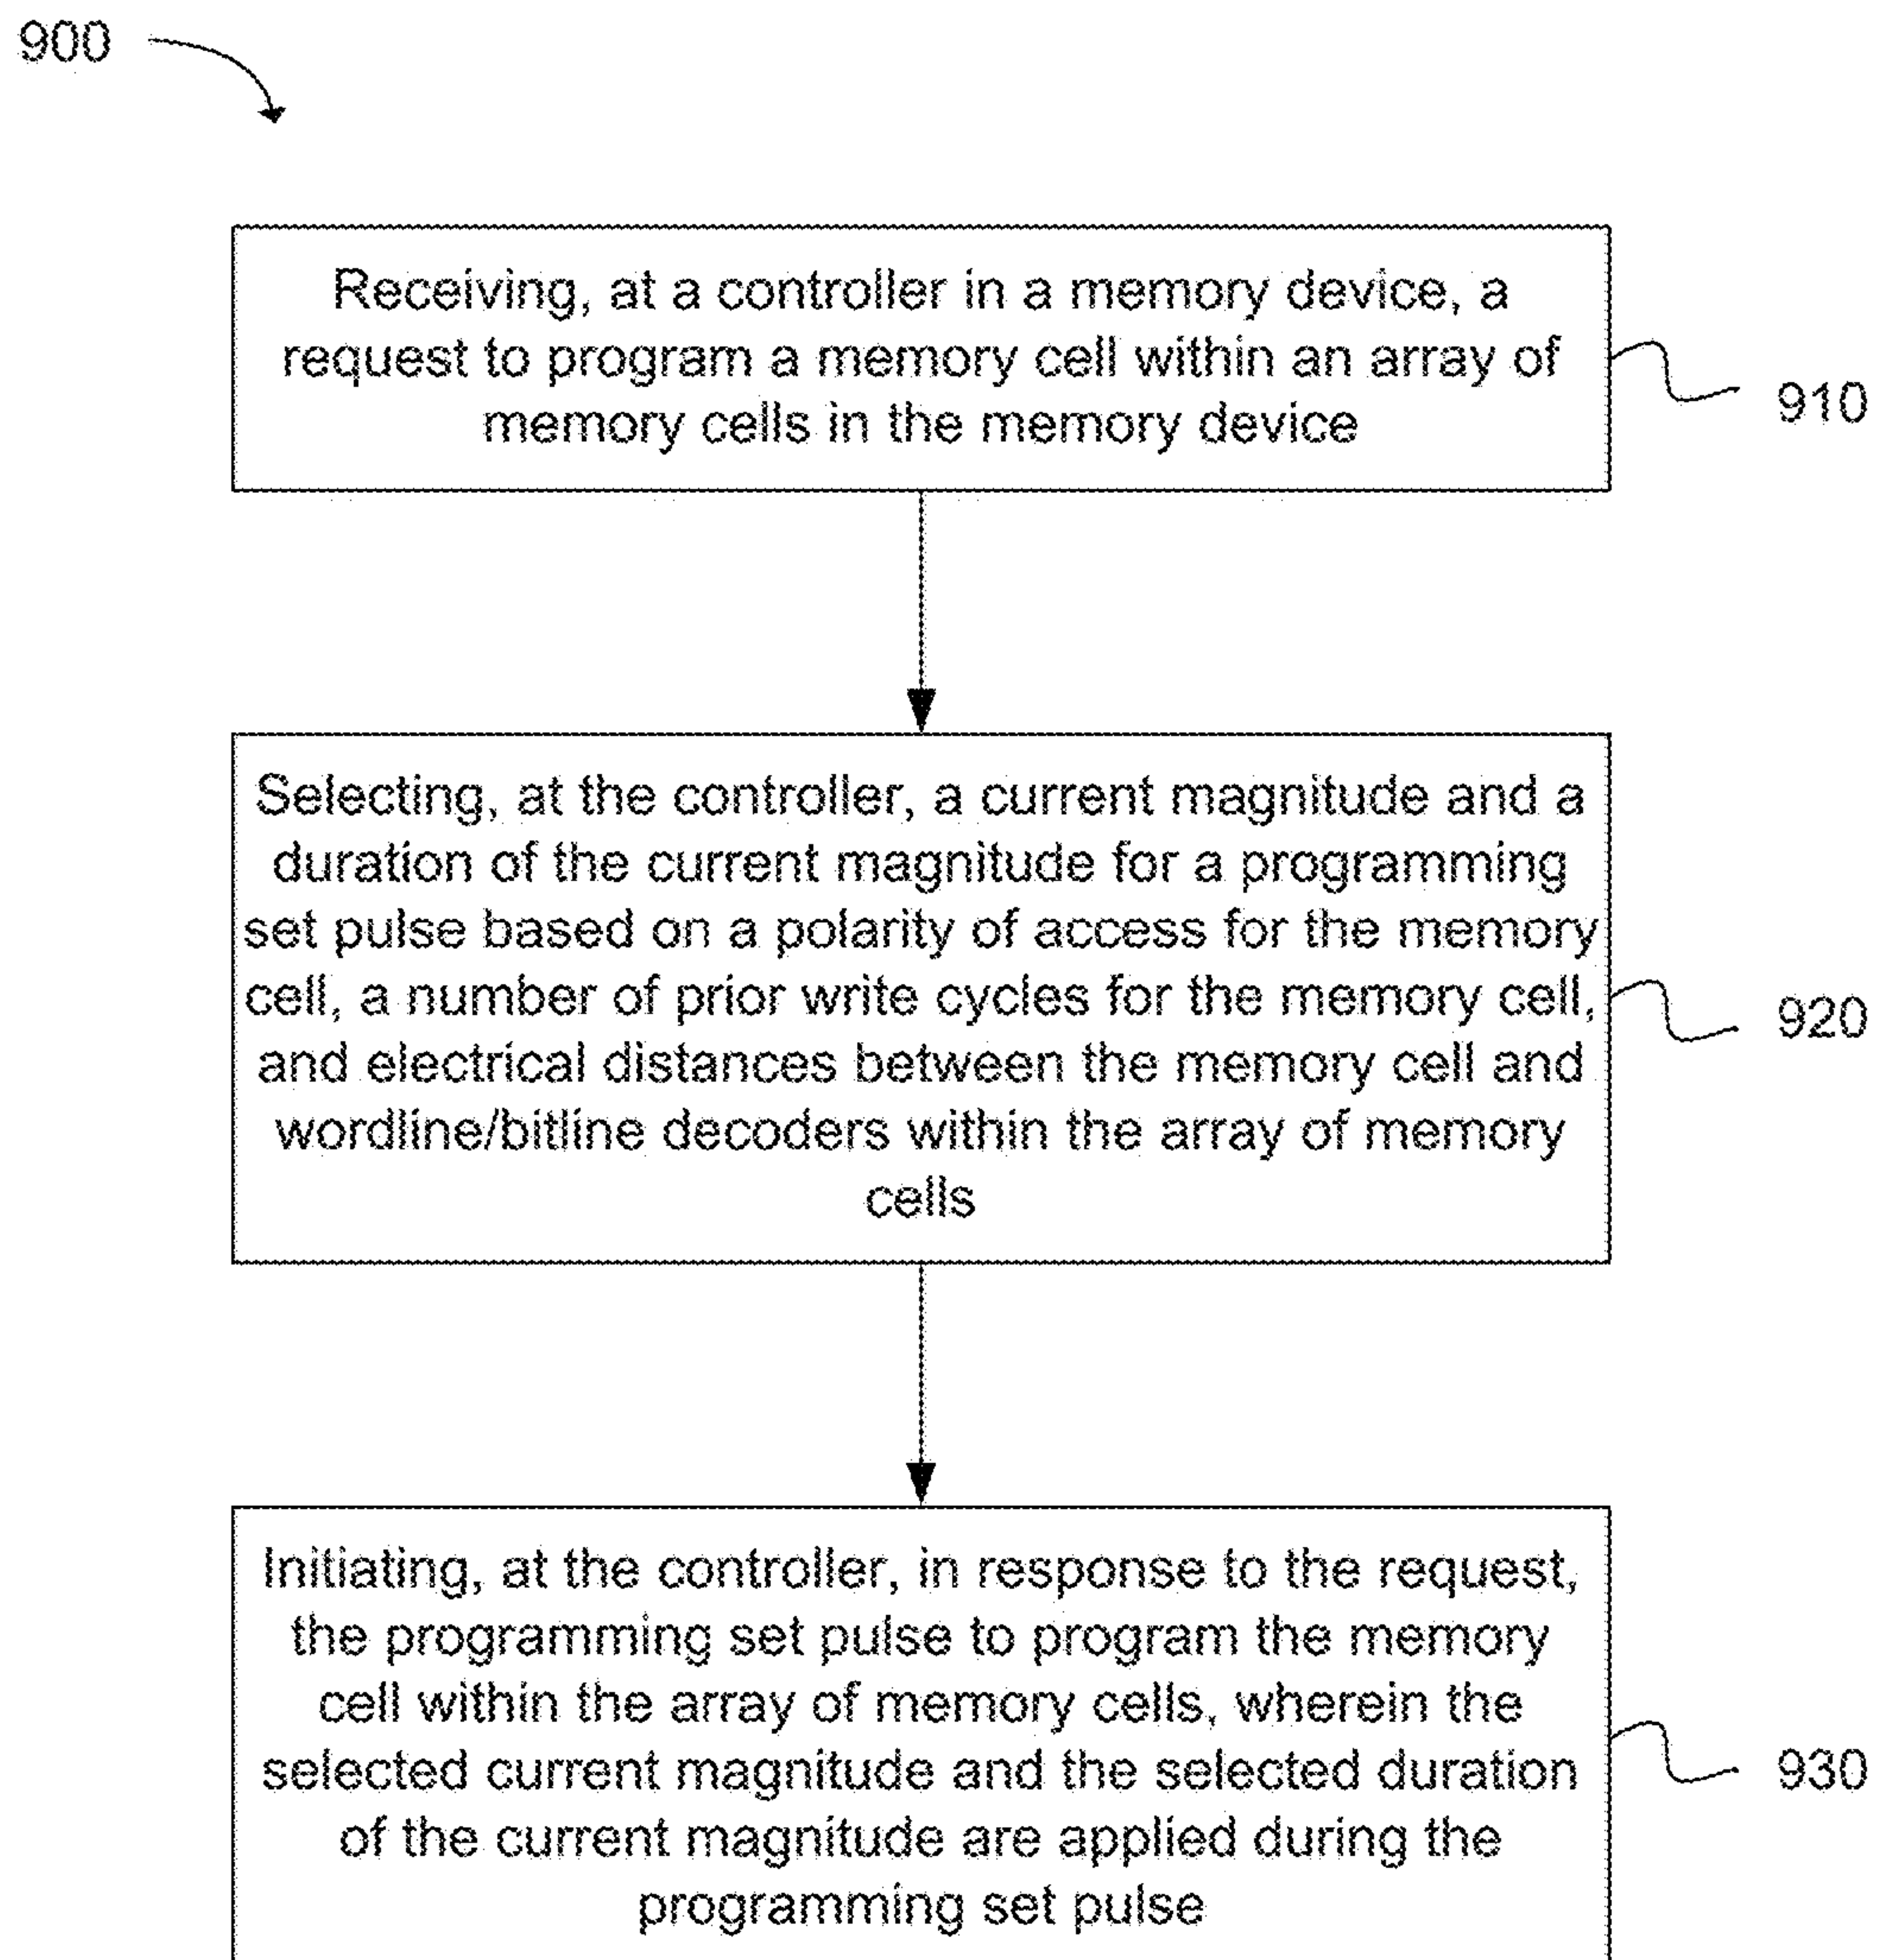 900
Receiving, at a controller in a memory device, a
request to program a memory cell within an array of
memory cells in the memory device
910
Selecting, at the controller, a current magnitude and a
duration of the current magnitude for a programming
set pulse based on a polarity of access for the memory
cell, a number of prior write cycles for the memory cell,
and electrical distances between the memory cell and
wordline/bitline decoders within the array of memory
cells
920
Initiating, at the controller, in response to the request,
the programming set pulse to program the memory
cell within the array of memory cells, wherein the
selected current magnitude and the selected duration
of the current magnitude are applied during the
programming set pulse
930